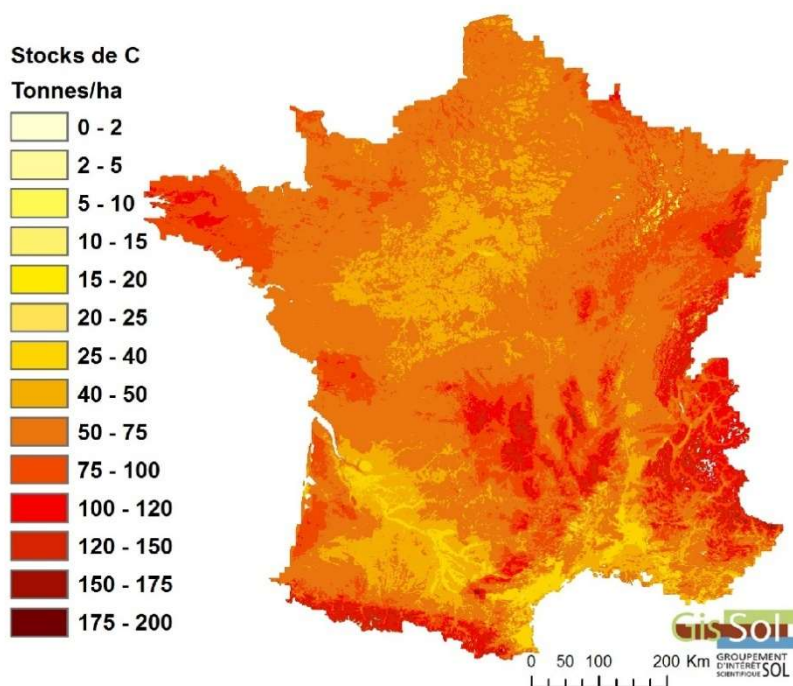 Stocks de C
Tonnes/ha
0 - 2
2 - 5
5 - 10
10 - 15
15 - 20
20 - 25
25 - 40
40 - 50
50 - 75
75 - 100
100 - 120
120 - 150
150 - 175
175 - 200
0 50 100 200 Km
Gis Sol
GROUPEMENT
D'INTÉRÊT
SCIENTIFIQUE SOL